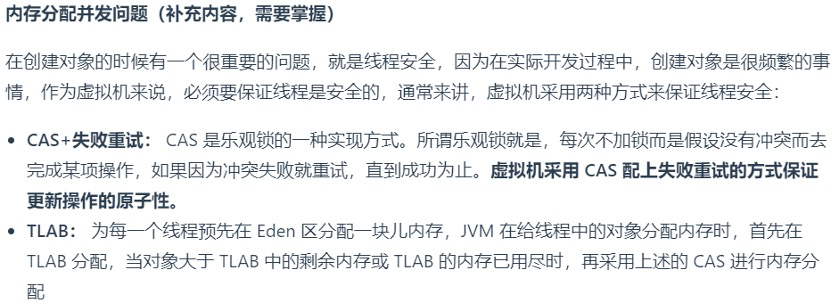 内存分配并发问题（补充内容，需要掌握）
在创建对象的时候有一个很重要的问题，就是线程安全，因为在实际开发过程中，创建对象是很频繁的事
情，作为虚拟机来说，必须要保证线程是安全的，通常来讲，虚拟机采用两种方式来保证线程安全：
• CAS+失败重试： CAS 是乐观锁的一种实现方式。所谓乐观锁就是，每次不加锁而是假设没有冲突而去
完成某项操作，如果因为冲突失败就重试，直到成功为止。虚拟机采用 CAS 配上失败重试的方式保证
更新操作的原子性。
• TLAB： 为每一个线程预先在 Eden 区分配一块儿内存，JVM 在给线程中的对象分配内存时，首先在
TLAB 分配，当对象大于 TLAB 中的剩余内存或 TLAB 的内存已用尽时，再采用上述的 CAS 进行内存分
配